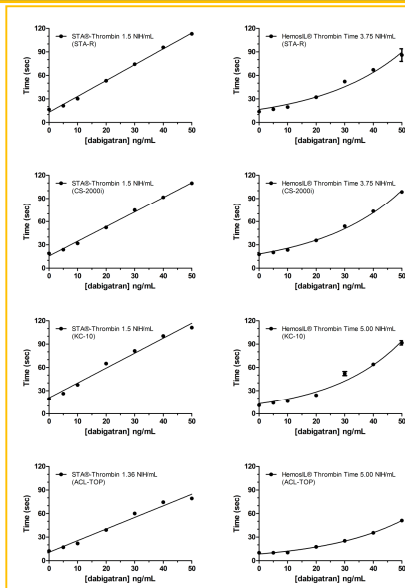 120
90
60
30
0
Time (sec)
STA®-Thrombin 1.5 NIH/mL
(STA-R)
0 10 20 30 40 50
[dabigatran] ng/mL
120
90
60
30
0
Time (sec)
HemosIL® Thrombin Time 3.75 NIH/mL
(STA-R)
0 10 20 30 40 50
[dabigatran] ng/mL
120
90
60
30
0
Time (sec)
STA®-Thrombin 1.5 NIH/mL
(CS-2000i)
0 10 20 30 40 50
[dabigatran] ng/mL
120
90
60
30
0
Time (sec)
HemosIL® Thrombin Time 3.75 NIH/mL
(CS-2000i)
0 10 20 30 40 50
[dabigatran] ng/mL
120
90
60
30
0
Time (sec)
STA®-Thrombin 1.5 NIH/mL
(KC-10)
0 10 20 30 40 50
[dabigatran] ng/mL
120
90
60
30
0
Time (sec)
HemosIL® Thrombin Time 5.00 NIH/mL
(KC-10)
0 10 20 30 40 50
[dabigatran] ng/mL
120
90
60
30
0
Time (sec)
STA®-Thrombin 1.36 NIH/mL
(ACL-TOP)
0 10 20 30 40 50
[dabigatran] ng/mL
120
90
60
30
0
Time (sec)
HemosIL® Thrombin Time 5.00 NIH/mL
(ACL-TOP)
0 10 20 30 40 50
[dabigatran] ng/mL